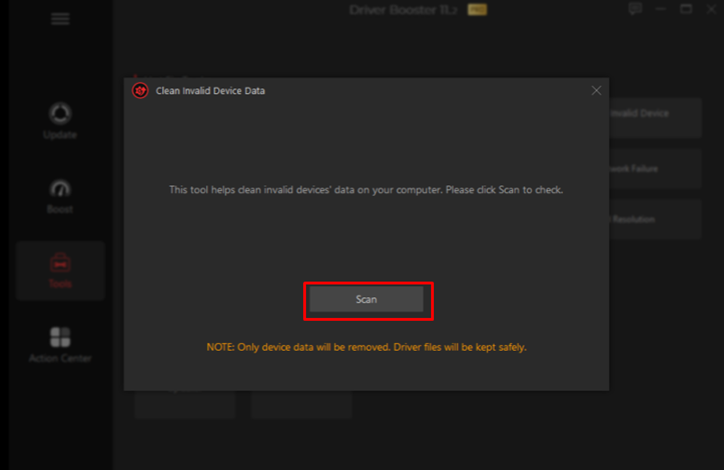 Driver Booster 11.2 PRO
Clean Invalid Device Data
Invalid Device
Update
work Failure
This tool helps clean invalid devices' data on your computer. Please click Scan to check.
Boost
Resolution
Tools
Scan
NOTE: Only device data will be removed. Driver files will be kept safely.
Action Center